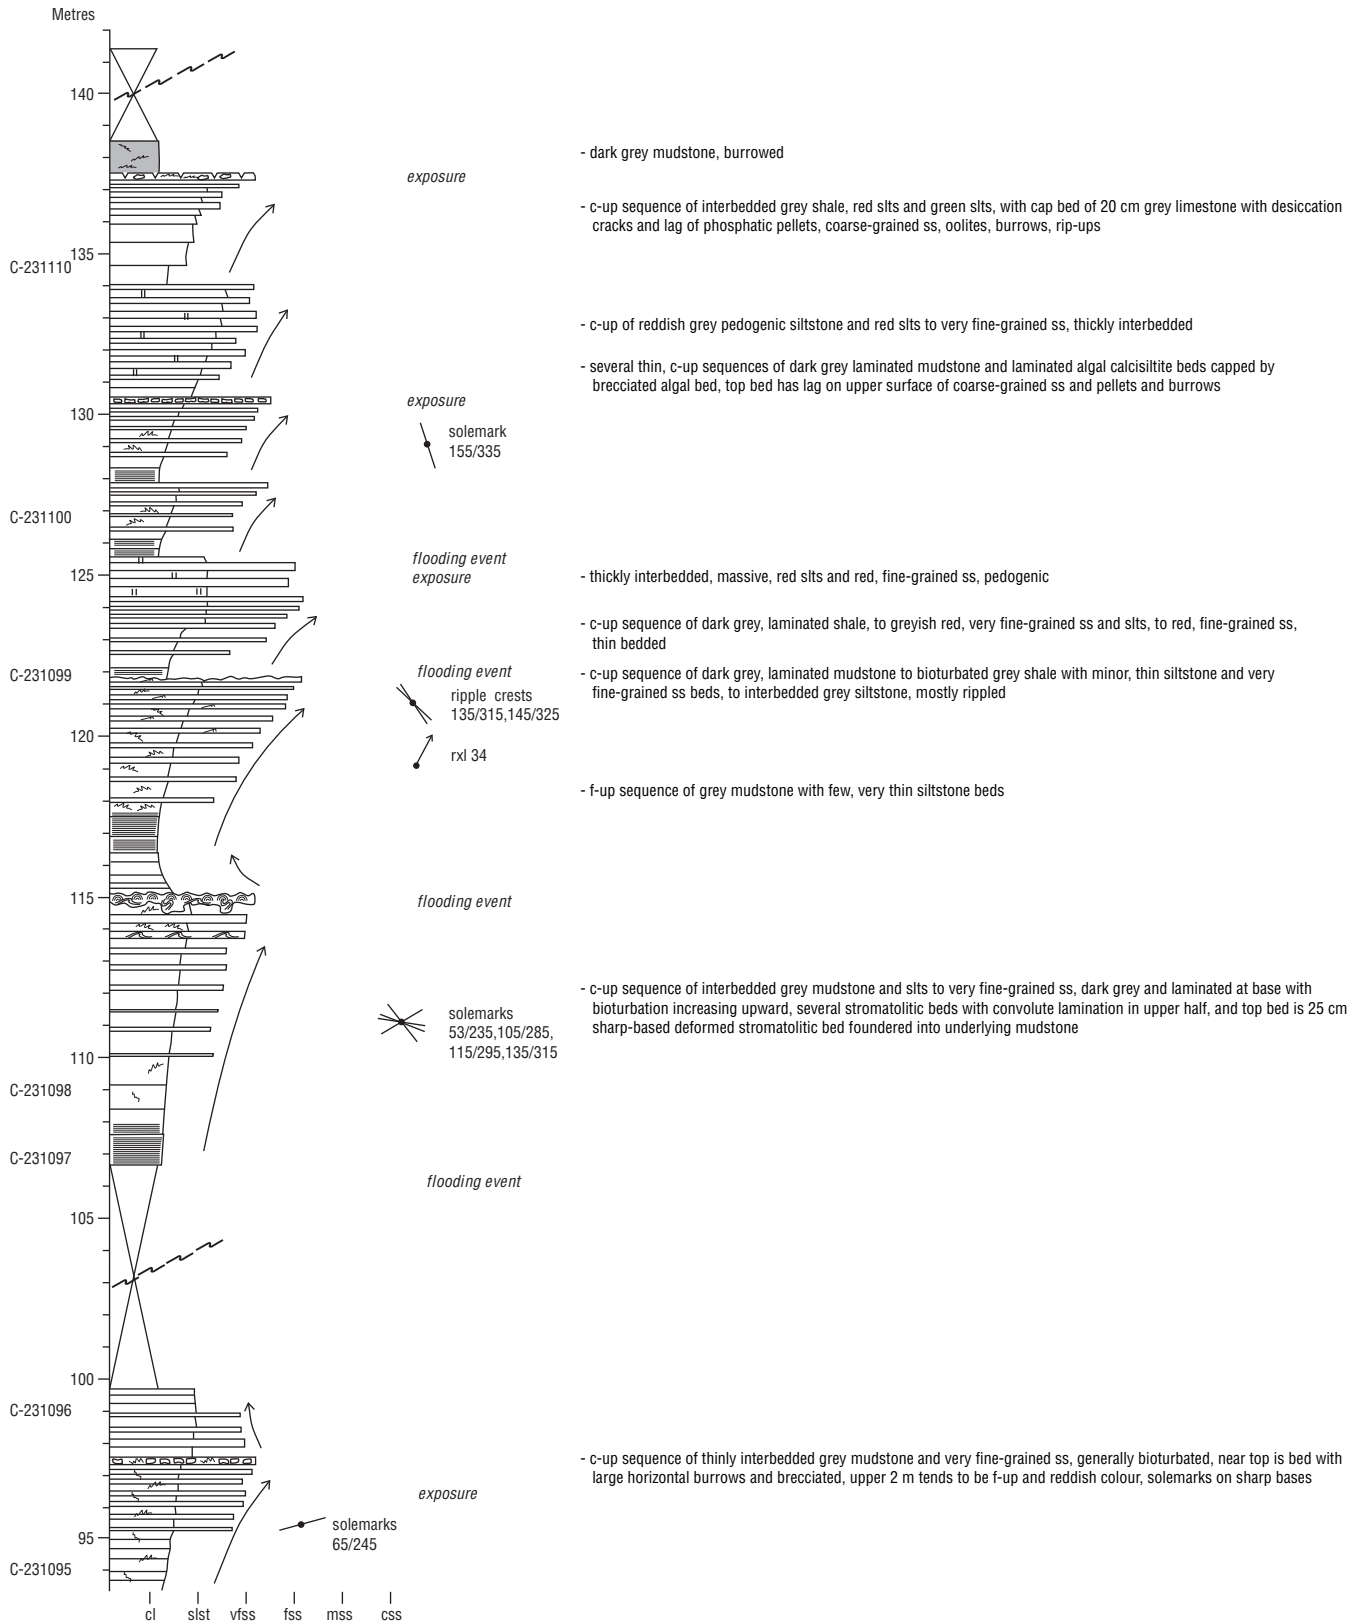 Metres
140
- dark grey mudstone, burrowed
exposure
- c-up sequence of interbedded grey shale, red slts and green slts, with cap bed of 20 cm grey limestone with desiccation
cracks and lag of phosphatic pellets, coarse-grained ss, oolites, burrows, rip-ups
135
C-231110
- c-up of reddish grey pedogenic siltstone and red slts to very fine-grained ss, thickly interbedded
- several thin, c-up sequences of dark grey laminated mudstone and laminated algal calcisiltite beds capped by
brecciated algal bed, top bed has lag on upper surface of coarse-grained ss and pellets and burrows
exposure
130
solemark
155/335
C-231100
flooding event
exposure
125
- thickly interbedded, massive, red slts and red, fine-grained ss, pedogenic
- c-up sequence of dark grey, laminated shale, to greyish red, very fine-grained ss and slts, to red, fine-grained ss,
thin bedded
flooding event
C-231099
- c-up sequence of dark grey, laminated mudstone to bioturbated grey shale with minor, thin siltstone and very
fine-grained ss beds, to interbedded grey siltstone, mostly rippled
ripple crests
135/315,145/325
120
rxl 34
- f-up sequence of grey mudstone with few, very thin siltstone beds
115
flooding event
- c-up sequence of interbedded grey mudstone and slts to very fine-grained ss, dark grey and laminated at base with
bioturbation increasing upward, several stromatolitic beds with convolute lamination in upper half, and top bed is 25 cm
sharp-based deformed stromatolitic bed foundered into underlying mudstone
solemarks
53/235,105/285,
115/295,135/315
110
C-231098
C-231097
flooding event
105
100
C-231096
- c-up sequence of thinly interbedded grey mudstone and very fine-grained ss, generally bioturbated, near top is bed with
large horizontal burrows and brecciated, upper 2 m tends to be f-up and reddish colour, solemarks on sharp bases
exposure
solemarks
65/245
95
C-231095
cl slst vfss fss mss css